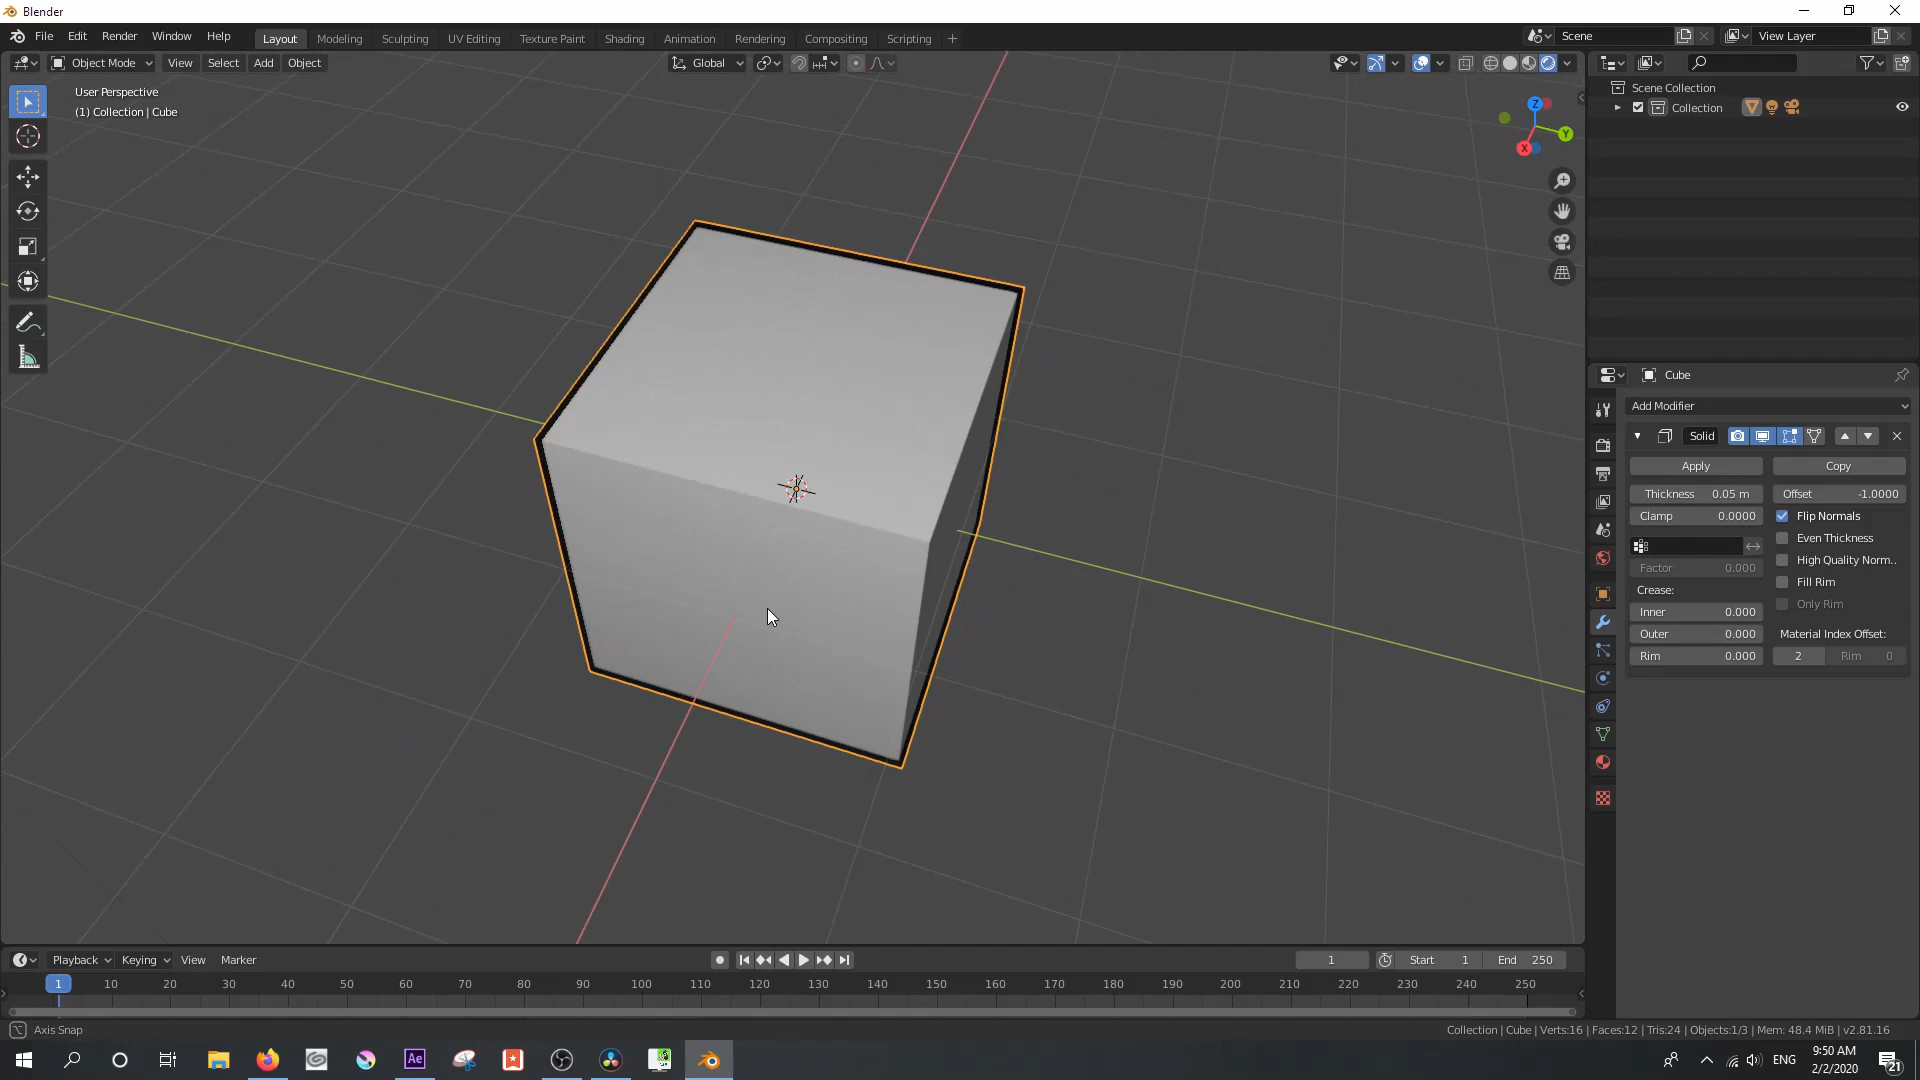 Blender
File Edit Render Window Help Layout Modeling Sculpting UV Editing Texture Paint Shading Animation Rendering Compositing Scripting + Scene View Layer
Object Mode View Select Add Object Global
User Perspective
(1) Collection | Cube
Z
Y
X
Scene Collection
Collection
Cube
Add Modifier
Solid
Apply Copy
Thickness 0.05 m Offset -1.0000
Clamp 0.0000 Flip Normals
Even Thickness
High Quality Norm..
Factor 0.000 Fill Rim
Crease: Only Rim
Inner 0.000
Outer 0.000 Material Index Offset:
Rim 0.000 2 Rim 0
Playback Keying View Marker 1 Start 1 End 250
1 10 20 30 40 50 60 70 80 90 100 110 120 130 140 150 160 170 180 190 200 210 220 230 240 250
Axis Snap Collection | Cube | Verts:16 | Faces:12 | Tris:24 | Objects:1/3 | Mem: 48.4 MiB | v2.81.16
Ae ENG 9:50 AM
2/2/2020 21